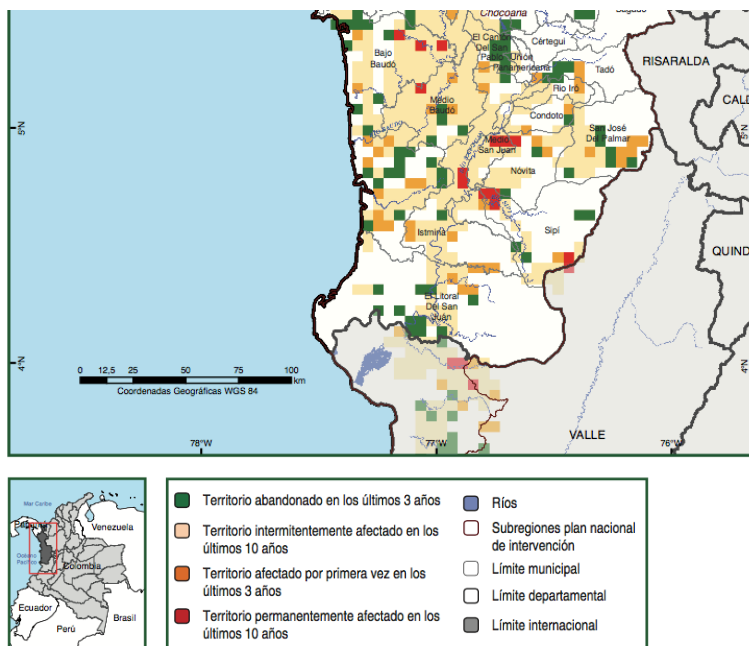 Chocoana
El Cantón
Del San
Pablo
Cértegui
Unión
Panamericana
Bajo
Baudó
Tadó
RISARALDA
Río Iró
CALD
Medio
Baudó
Condoto
5°N
5°N
San José
Del Palmar
Medio
San Juan
Nóvita
Istmina
Sipí
QUIND
El Litoral
Del San
Juan
4°N
4°N
0 12,5 25 50 75 100
km
Coordenadas Geográficas WGS 84
VALLE
78°W
77°W
76°W
Mar Caribe
Venezuela
Océano
Pacífico
Colombia
Ecuador
Perú
Brasil
Territorio abandonado en los últimos 3 años
Territorio intermitentemente afectado en los
últimos 10 años
Territorio afectado por primera vez en los
últimos 3 años
Territorio permanentemente afectado en los
últimos 10 años
Ríos
Subregiones plan nacional
de intervención
Límite municipal
Límite departamental
Límite internacional